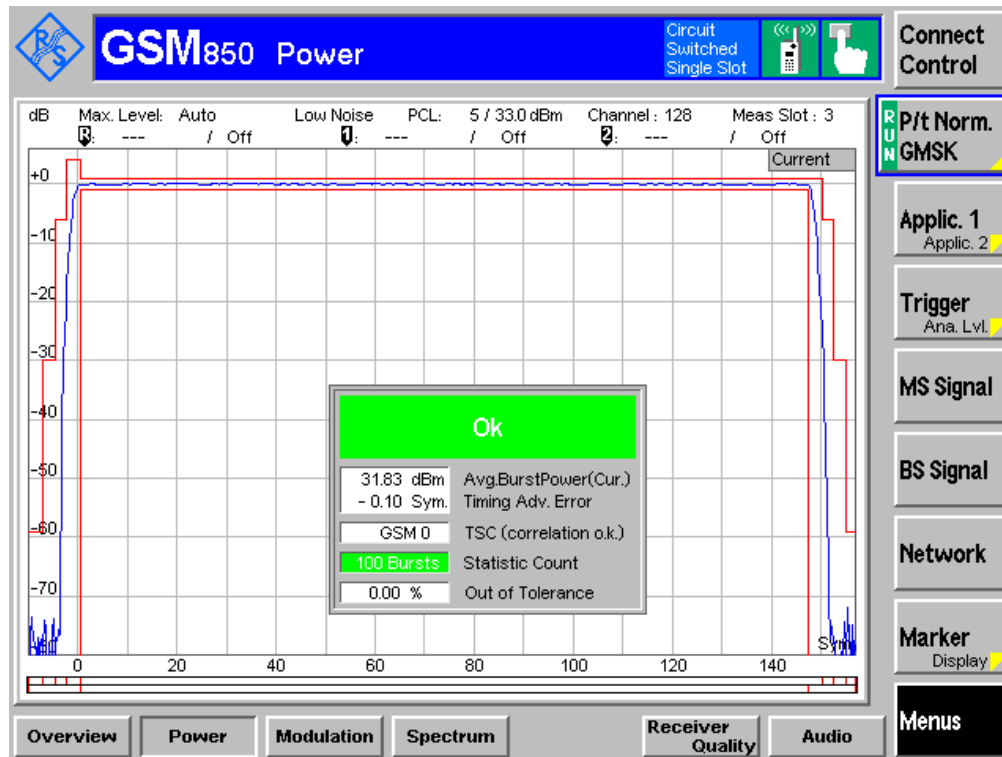 R&S
GSM850 Power
Circuit
Switched
Single Slot
Connect
Control
dB Max. Level: Auto Low Noise PCL: 5 / 33.0 dBm Channel : 128 Meas Slot : 3
R: --- / Off 1: --- / Off 2: --- / Off
Current
RUN
P/t Norm.
GMSK
+0
-10
-20
-30
-40
-50
-60
-70
Applic. 1
Applic. 2
Trigger
Ana. Lvl.
MS Signal
BS Signal
Network
Marker
Display
Menus
Ok
31.83 dBm Avg.BurstPower(Cur.)
- 0.10 Sym. Timing Adv. Error
GSM 0 TSC (correlation o.k.)
100 Bursts Statistic Count
0.00 % Out of Tolerance
Sym
0 20 40 60 80 100 120 140
Overview Power Modulation Spectrum Receiver Quality Audio